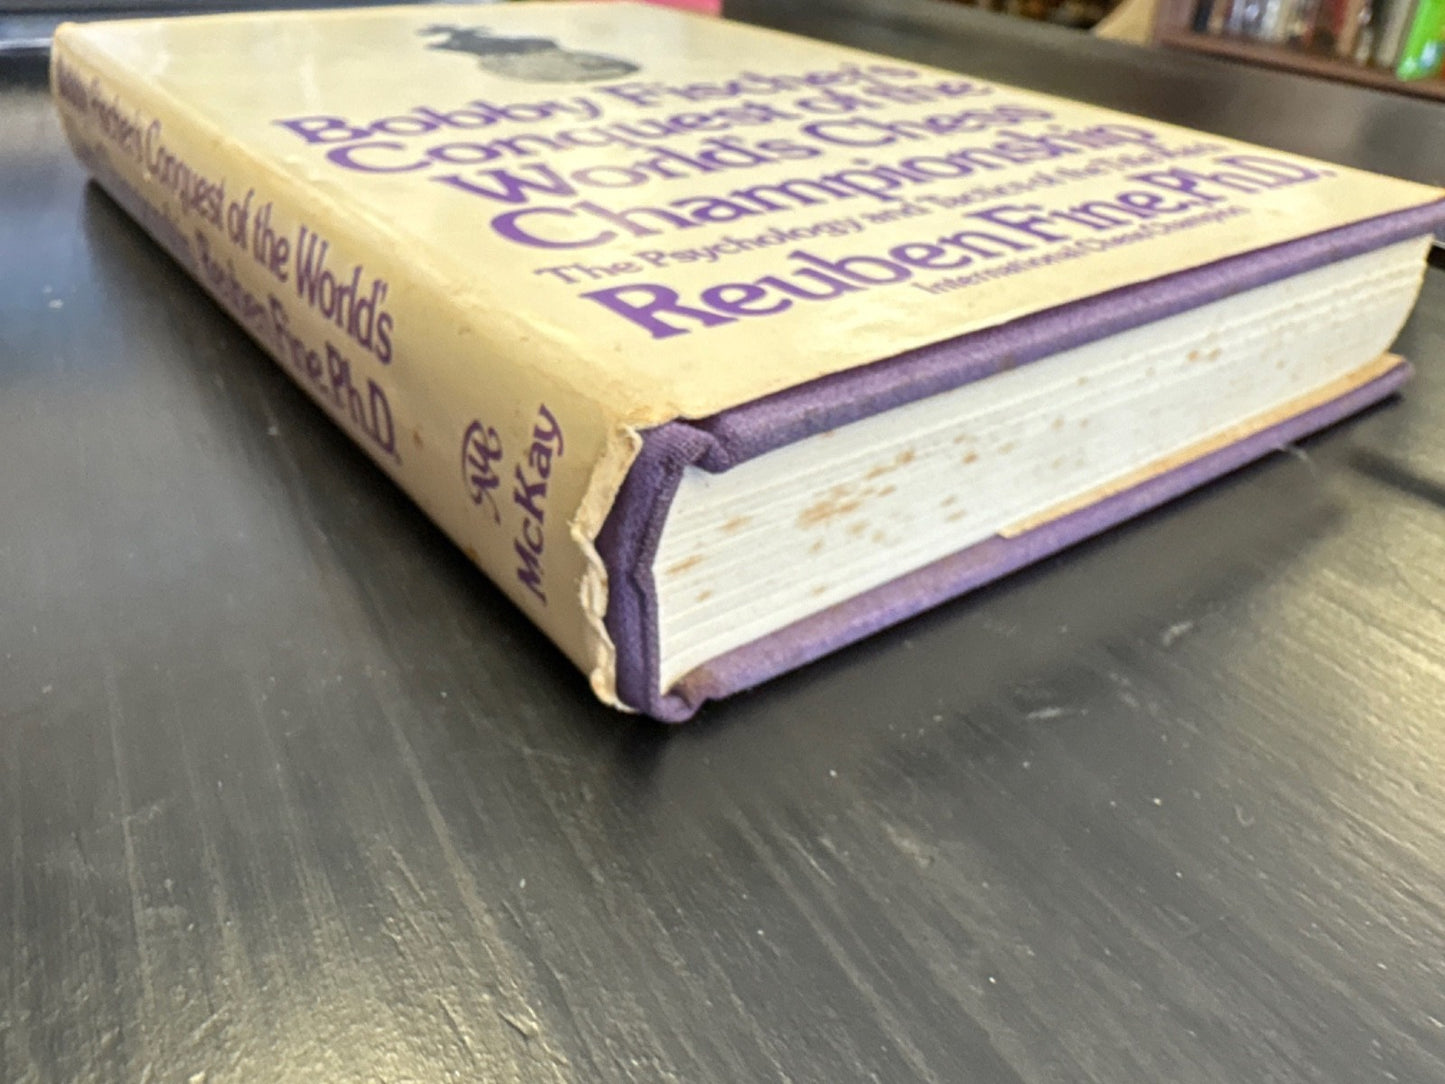 Bobby Fischer's
Conquest of the
World's Chess
Championship
The Psychology and Tactics of the Title Match
Reuben Fine, Ph.D.
International Chess Champion
Bobby Fischer's Conquest of the World's
Reuben Fine, Ph.D.
McKay